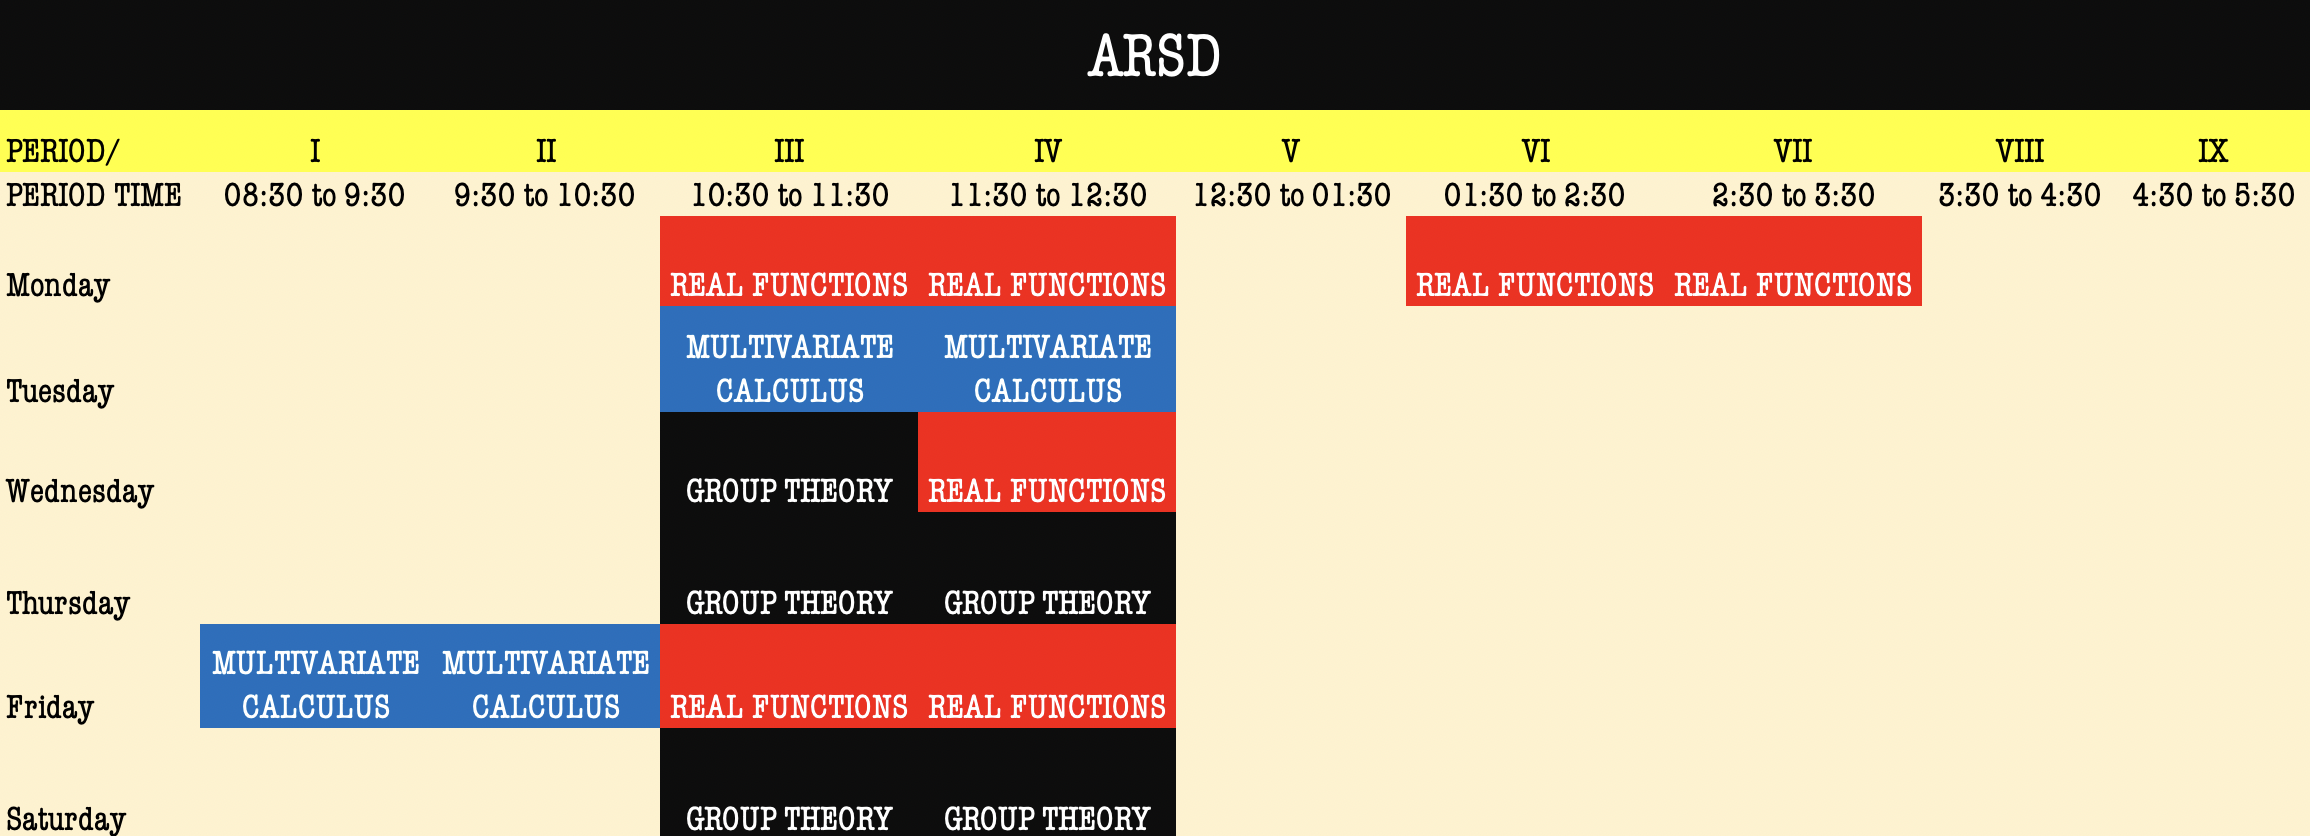 ARSD
PERIOD/ I II III IV V VI VII VIII IX
PERIOD TIME 08:30 to 9:30 9:30 to 10:30 10:30 to 11:30 11:30 to 12:30 12:30 to 01:30 01:30 to 2:30 2:30 to 3:30 3:30 to 4:30 4:30 to 5:30
Monday REAL FUNCTIONS REAL FUNCTIONS REAL FUNCTIONS REAL FUNCTIONS
MULTIVARIATE MULTIVARIATE
Tuesday CALCULUS CALCULUS
Wednesday GROUP THEORY REAL FUNCTIONS
Thursday GROUP THEORY GROUP THEORY
MULTIVARIATE MULTIVARIATE
Friday CALCULUS CALCULUS REAL FUNCTIONS REAL FUNCTIONS
Saturday GROUP THEORY GROUP THEORY